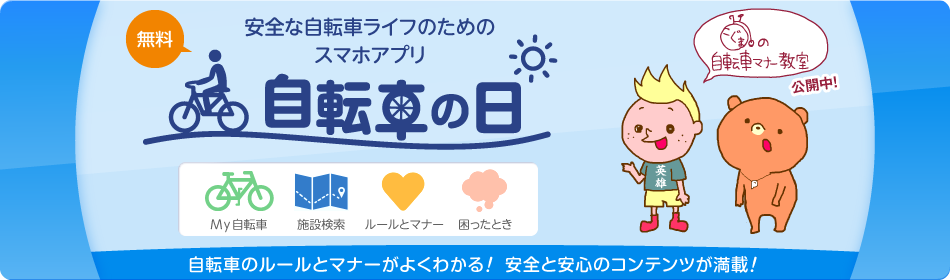 無料
安全な自転車ライフのための
スマホアプリ
自転車の日
こぐま。の
自転車マナー教室
公開中!
英雄
My自転車
施設検索
ルールとマナー
困ったとき
自転車のルールとマナーがよくわかる! 安全と安心のコンテンツが満載!